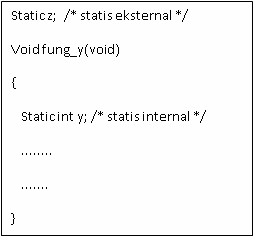 Static z;  /* statis eksternal */
Void fung_y(void)
{
Static int y; /* statis internal */
........
.......
}